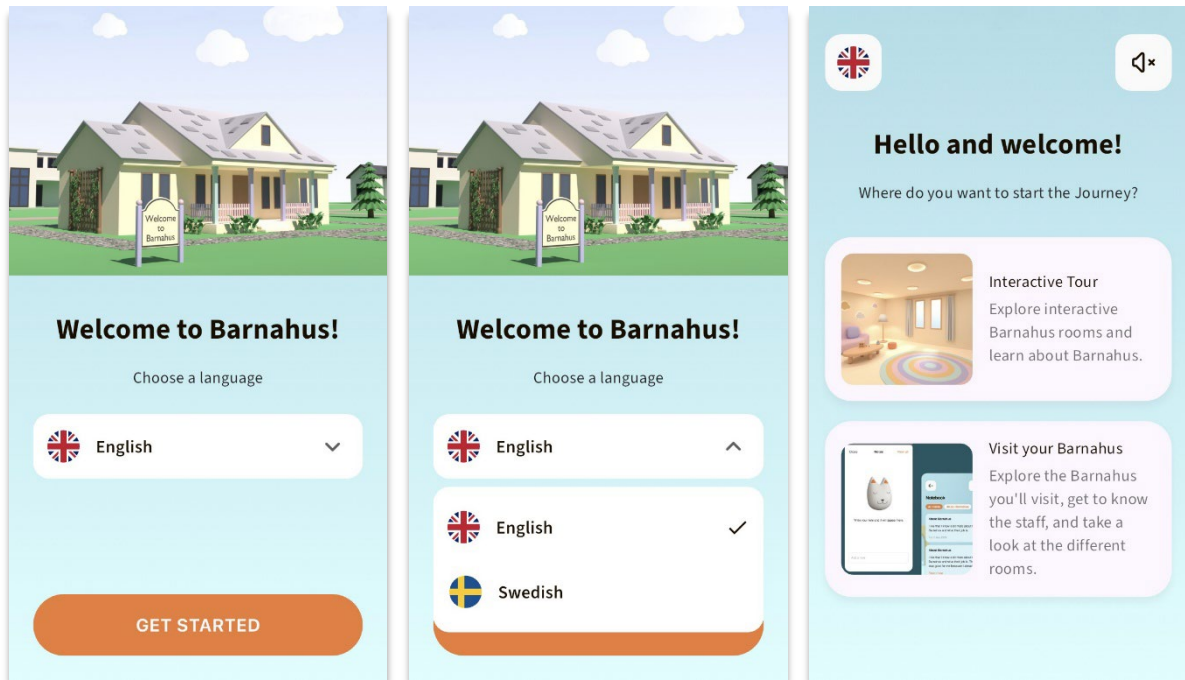 Welcome
to
Barnahus
Welcome to Barnahus!
Choose a language
English
GET STARTED
Welcome
to
Barnahus
Welcome to Barnahus!
Choose a language
English
English
Swedish
Hello and welcome!
Where do you want to start the Journey?
Interactive Tour
Explore interactive
Barnahus rooms and
learn about Barnahus.
Visit your Barnahus
Explore the Barnahus
you'll visit, get to know
the staff, and take a
look at the different
rooms.
Notebook